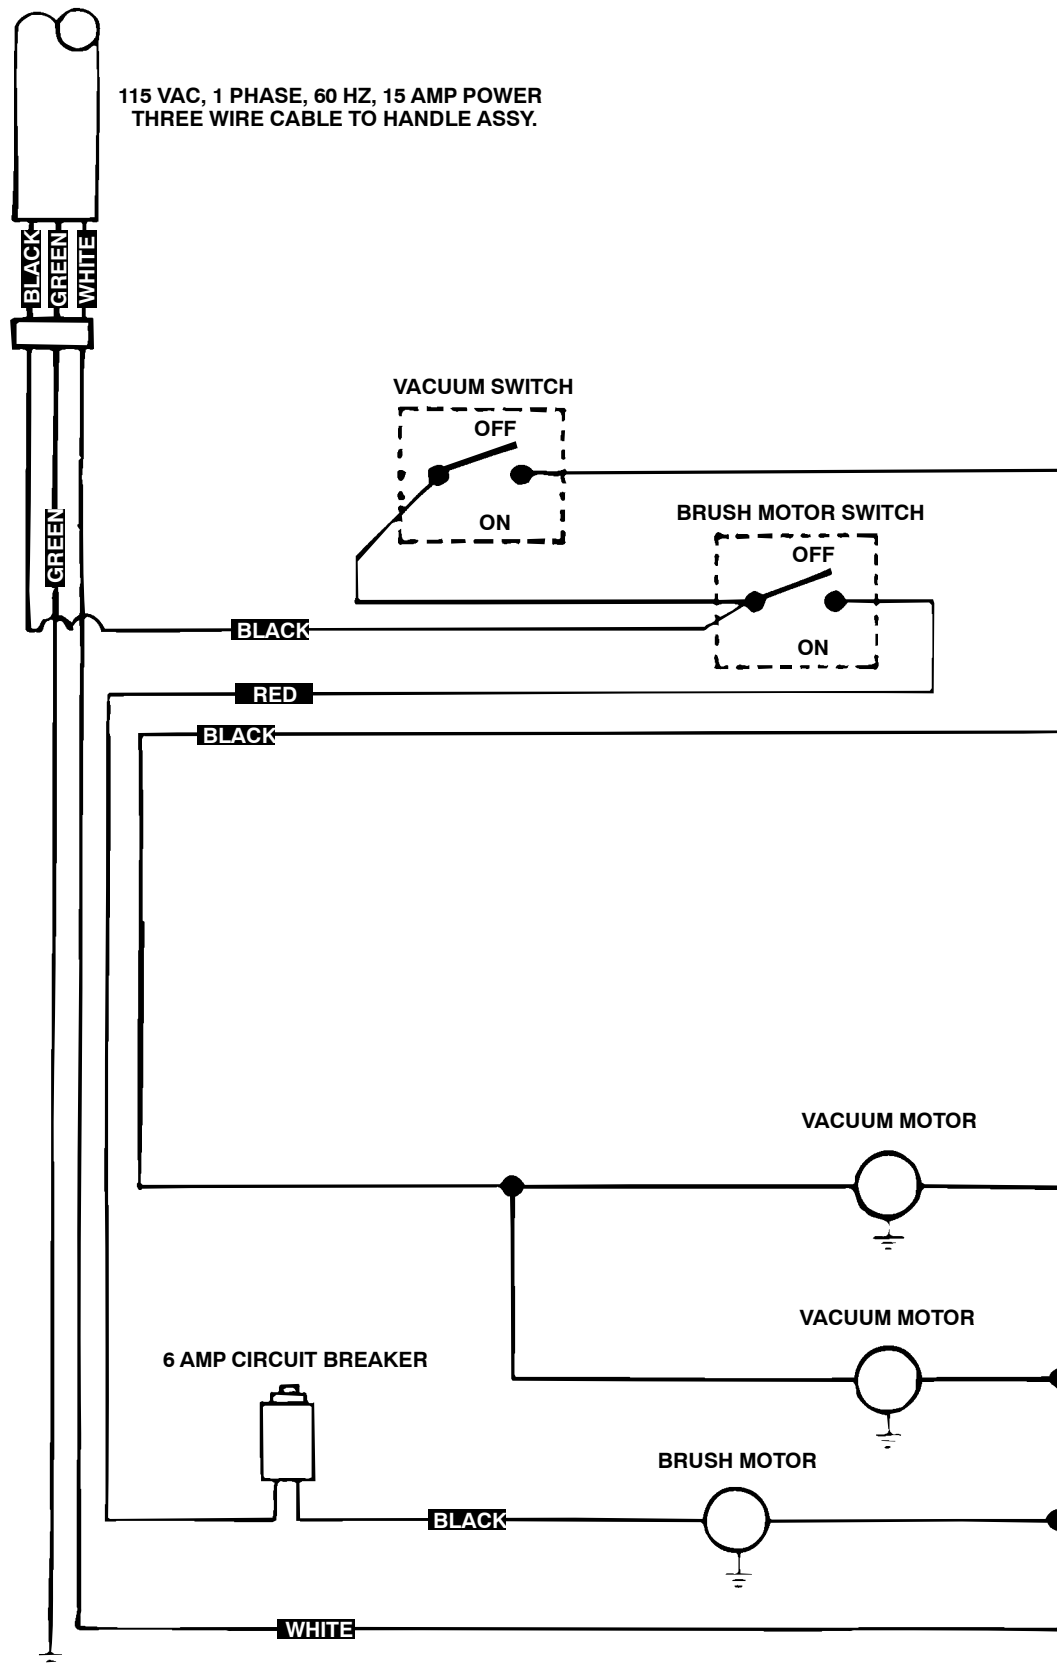 115 VAC, 1 PHASE, 60 HZ, 15 AMP POWER
THREE WIRE CABLE TO HANDLE ASSY.
BLACK
GREEN
WHITE
VACUUM SWITCH
OFF
ON
GREEN
BRUSH MOTOR SWITCH
OFF
ON
BLACK
RED
BLACK
VACUUM MOTOR
VACUUM MOTOR
6 AMP CIRCUIT BREAKER
BRUSH MOTOR
BLACK
WHITE